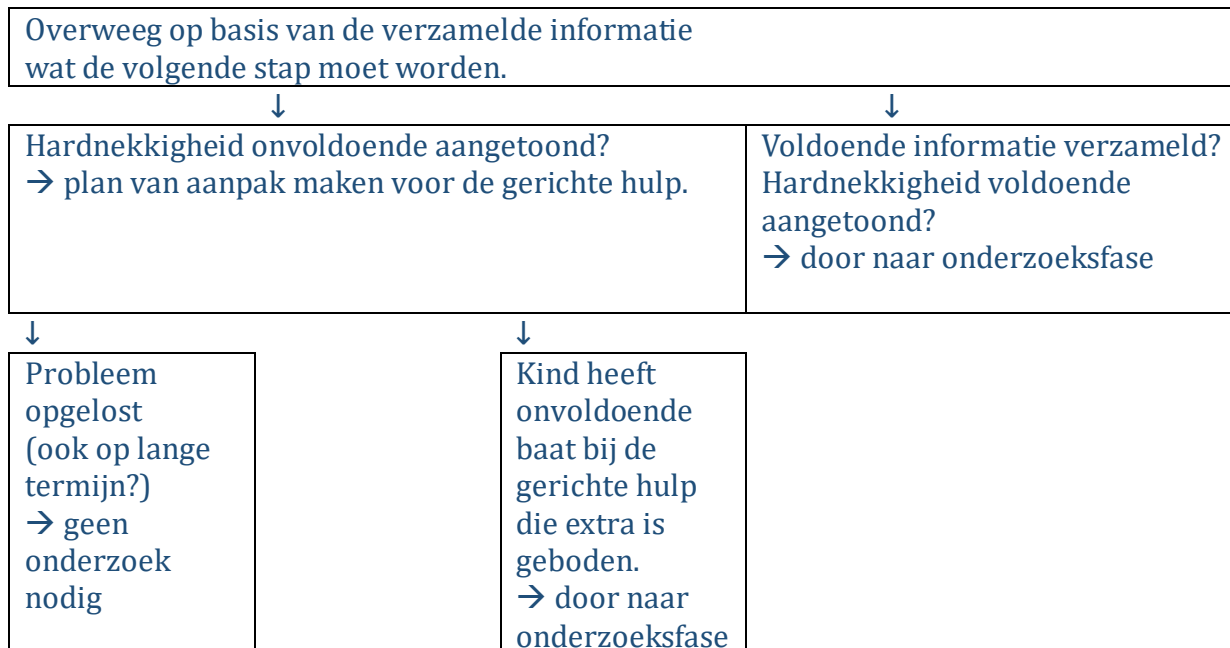 Overweeg op basis van de verzamelde informatie
wat de volgende stap moet worden.
↓ ↓
Hardnekkigheid onvoldoende aangetoond?
→ plan van aanpak maken voor de gerichte hulp.
Voldoende informatie verzameld?
Hardnekkigheid voldoende
aangetoond?
→ door naar onderzoeksfase
↓ ↓
Probleem
opgelost
(ook op lange
termijn?)
→ geen
onderzoek
nodig
Kind heeft
onvoldoende
baat bij de
gerichte hulp
die extra is
geboden.
→ door naar
onderzoeksfase